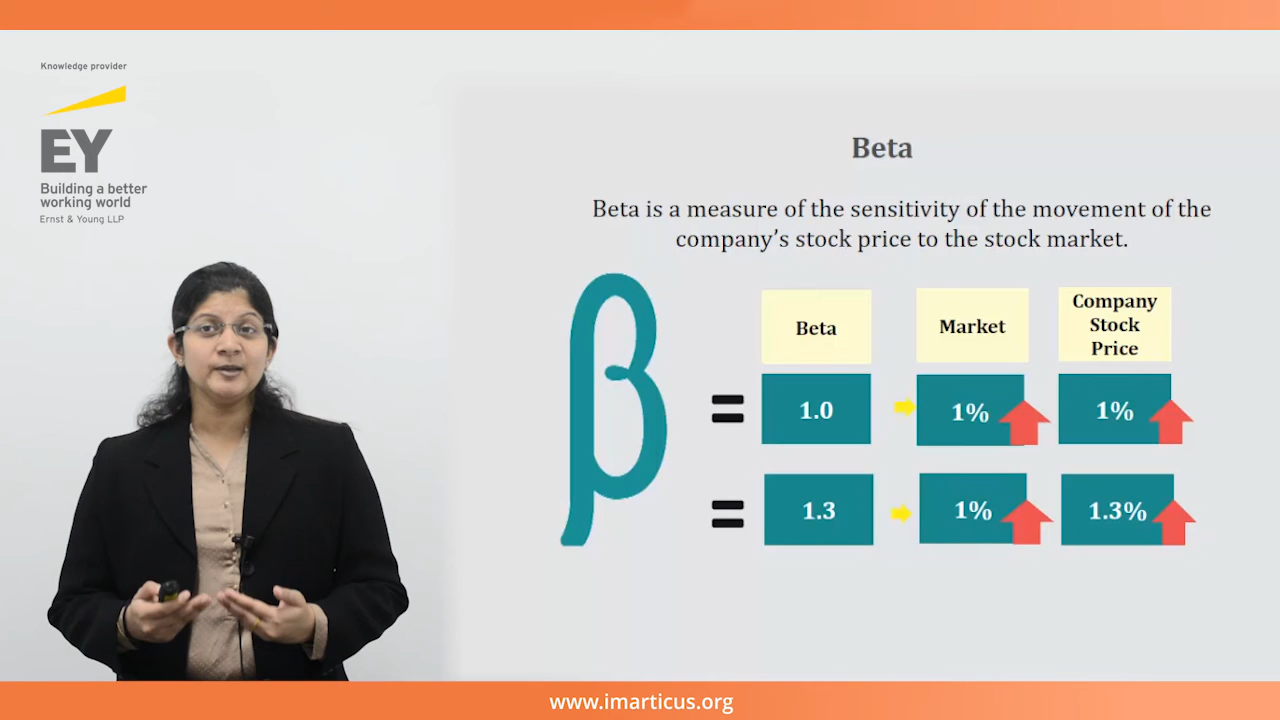 Knowledge provider
EY
Building a better
working world
Ernst & Young LLP
Beta
Beta is a measure of the sensitivity of the movement of the
company's stock price to the stock market.
β
Beta
Market
Company
Stock
Price
= 1.0 1% 1%
= 1.3 1% 1.3%
www.imarticus.org